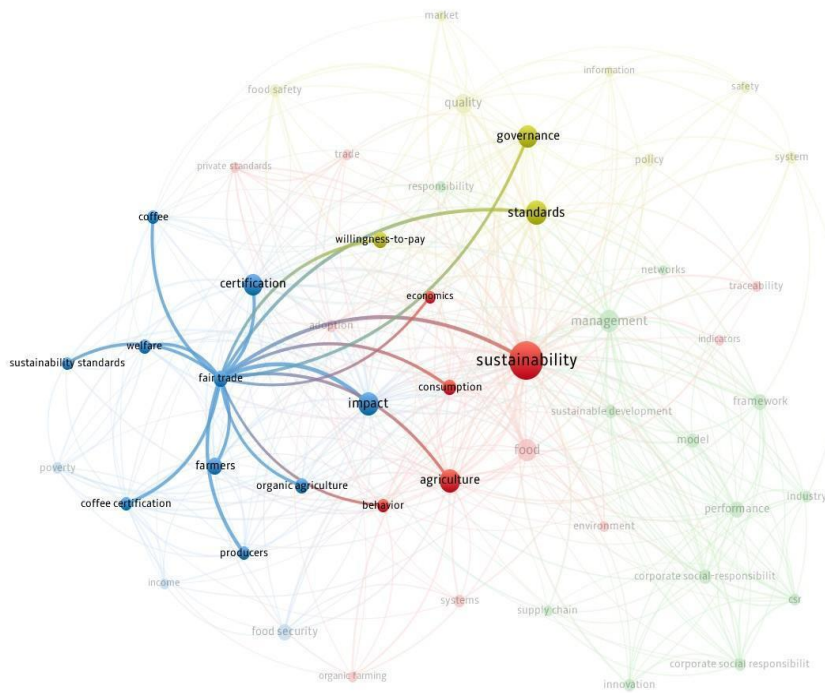 market
information
food safety
safety
quality
governance
trade
system
policy
private standards
responsibility
standards
coffee
willingness-to-pay
networks
certification
traceability
economics
management
adoption
indicators
welfare
sustainability
sustainability standards
fair trade
consumption
framework
impact
sustainable development
model
food
farmers
poverty
agriculture
organic agriculture
industry
coffee certification
behavior
performance
environment
producers
corporate social-responsibilit
income
systems
csr
supply chain
food security
corporate social responsibilit
organic farming
innovation